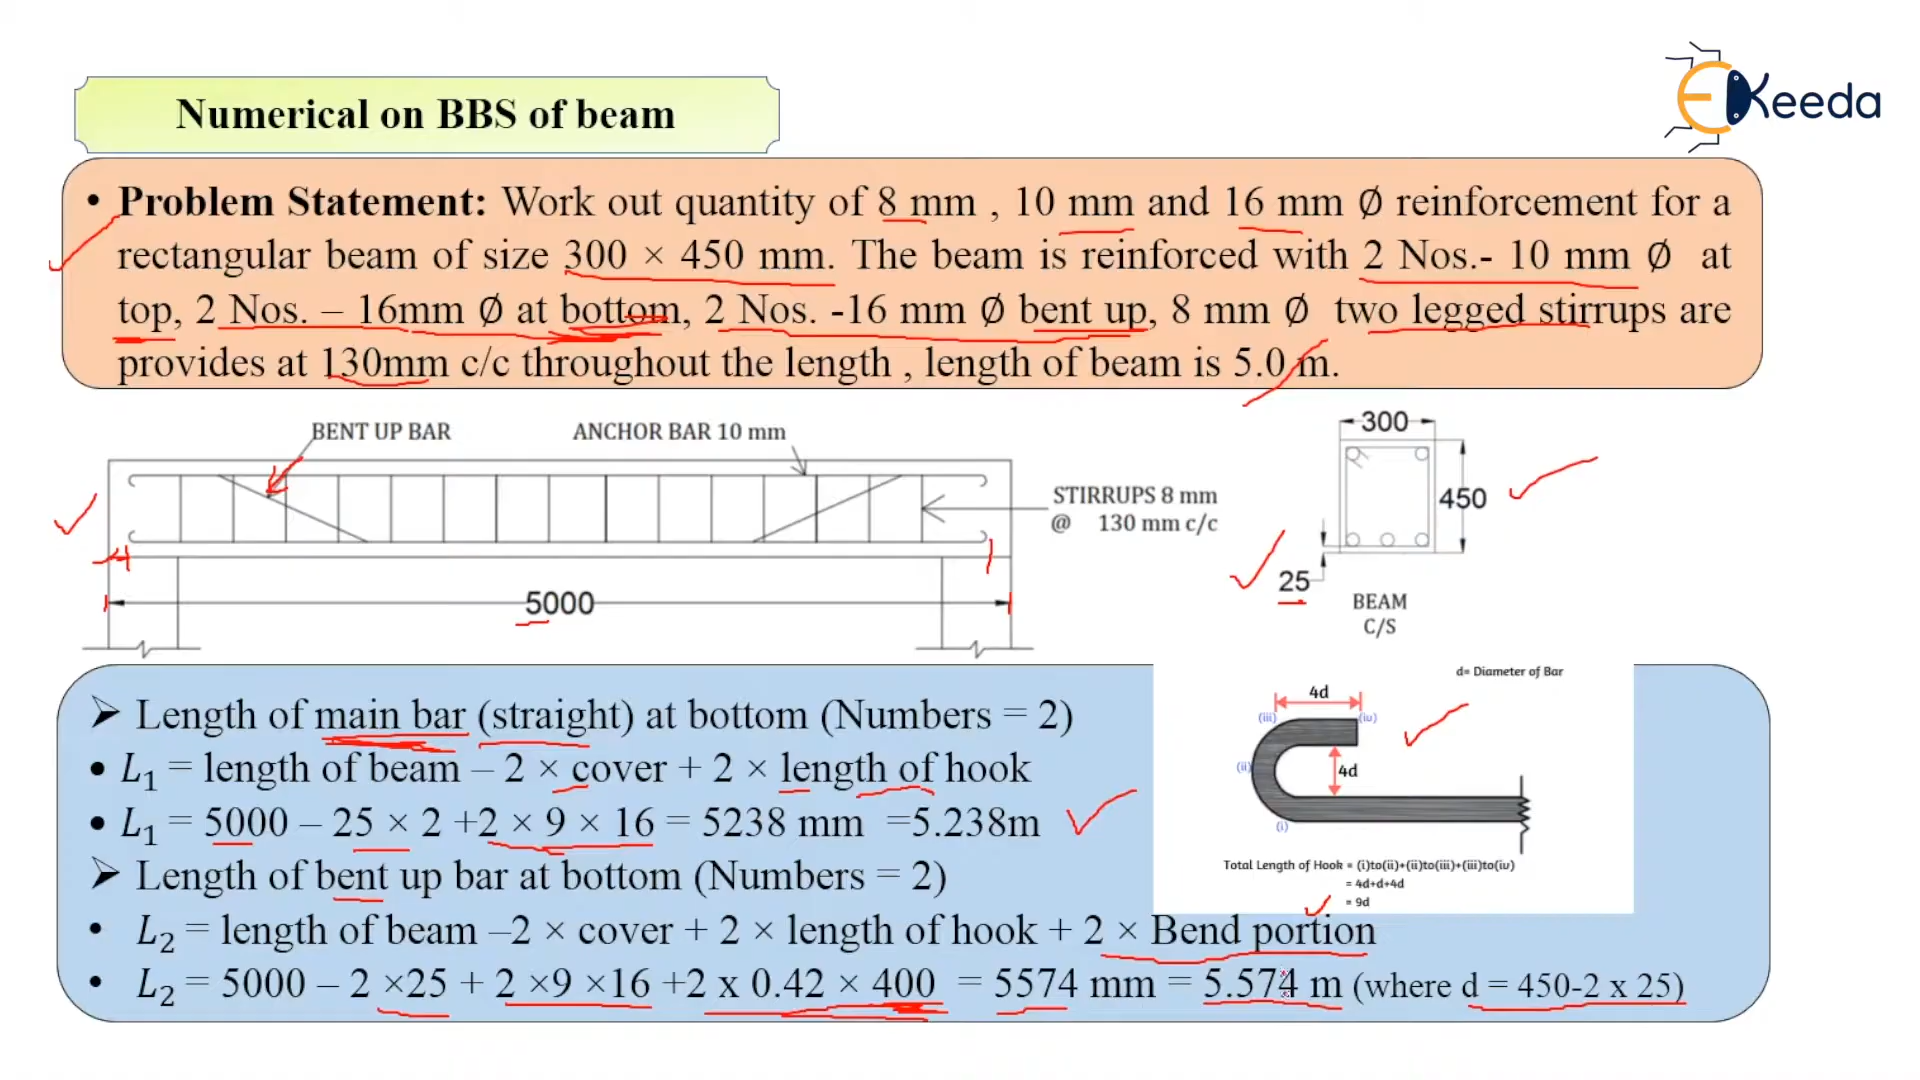 EKeeda
Numerical on BBS of beam
• Problem Statement: Work out quantity of 8 mm , 10 mm and 16 mm Ø reinforcement for a
rectangular beam of size 300 × 450 mm. The beam is reinforced with 2 Nos.- 10 mm Ø at
top, 2 Nos. – 16mm Ø at bottom, 2 Nos. -16 mm Ø bent up, 8 mm Ø two legged stirrups are
provides at 130mm c/c throughout the length , length of beam is 5.0 m.
BENT UP BAR
ANCHOR BAR 10 mm
STIRRUPS 8 mm
@ 130 mm c/c
5000
300
450
25
BEAM
C/S
d= Diameter of Bar
4d
(iii)
(iv)
(ii)
4d
(i)
Total Length of Hook = (i)to(ii)+(ii)to(iii)+(iii)to(iv)
= 4d+d+4d
= 9d
➢ Length of main bar (straight) at bottom (Numbers = 2)
• L₁ = length of beam – 2 × cover + 2 × length of hook
• L₁ = 5000 – 25 × 2 +2 × 9 × 16 = 5238 mm =5.238m
➢ Length of bent up bar at bottom (Numbers = 2)
• L₂ = length of beam –2 × cover + 2 × length of hook + 2 × Bend portion
• L₂ = 5000 – 2 ×25 + 2 ×9 ×16 +2 x 0.42 × 400 = 5574 mm = 5.574 m (where d = 450-2 x 25)